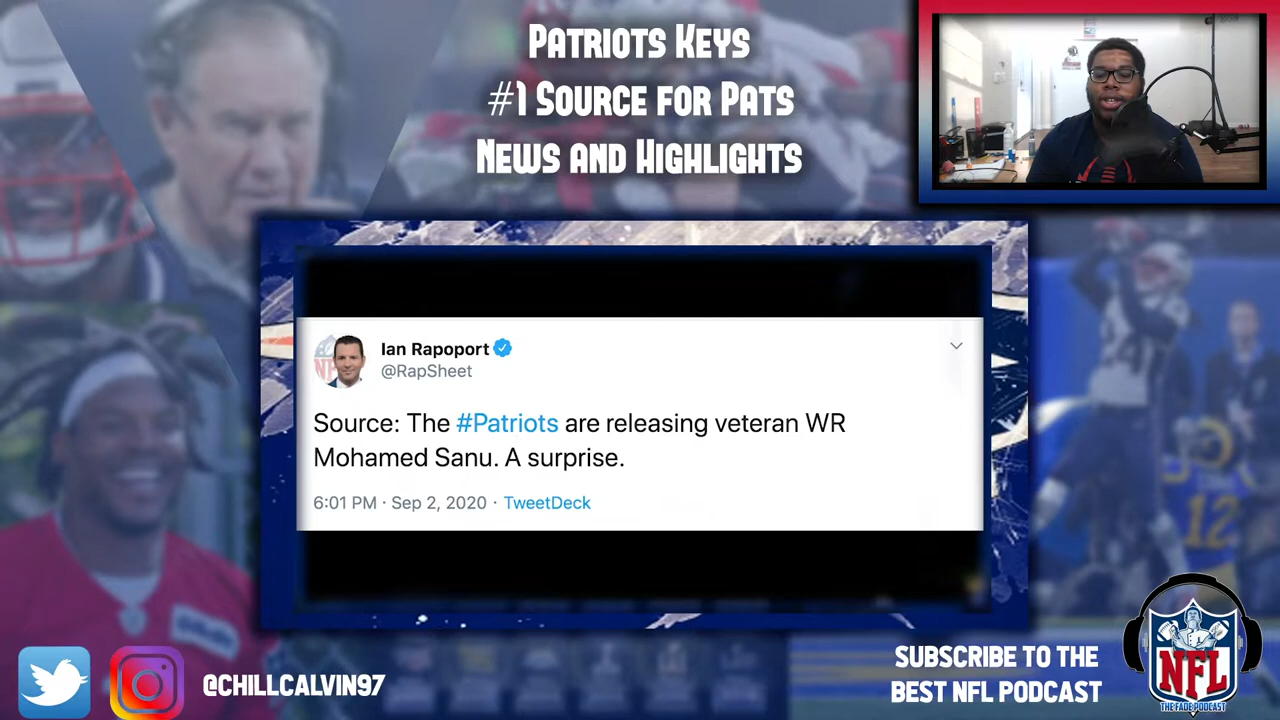 Patriots Keys
#1 Source for Pats
News and Highlights
Ian Rapoport
@RapSheet
Source: The #Patriots are releasing veteran WR
Mohamed Sanu. A surprise.
6:01 PM · Sep 2, 2020 · TweetDeck
@CHILLCALVIN97
SUBSCRIBE TO THE
BEST NFL PODCAST
NFL
THE FADE PODCAST
12